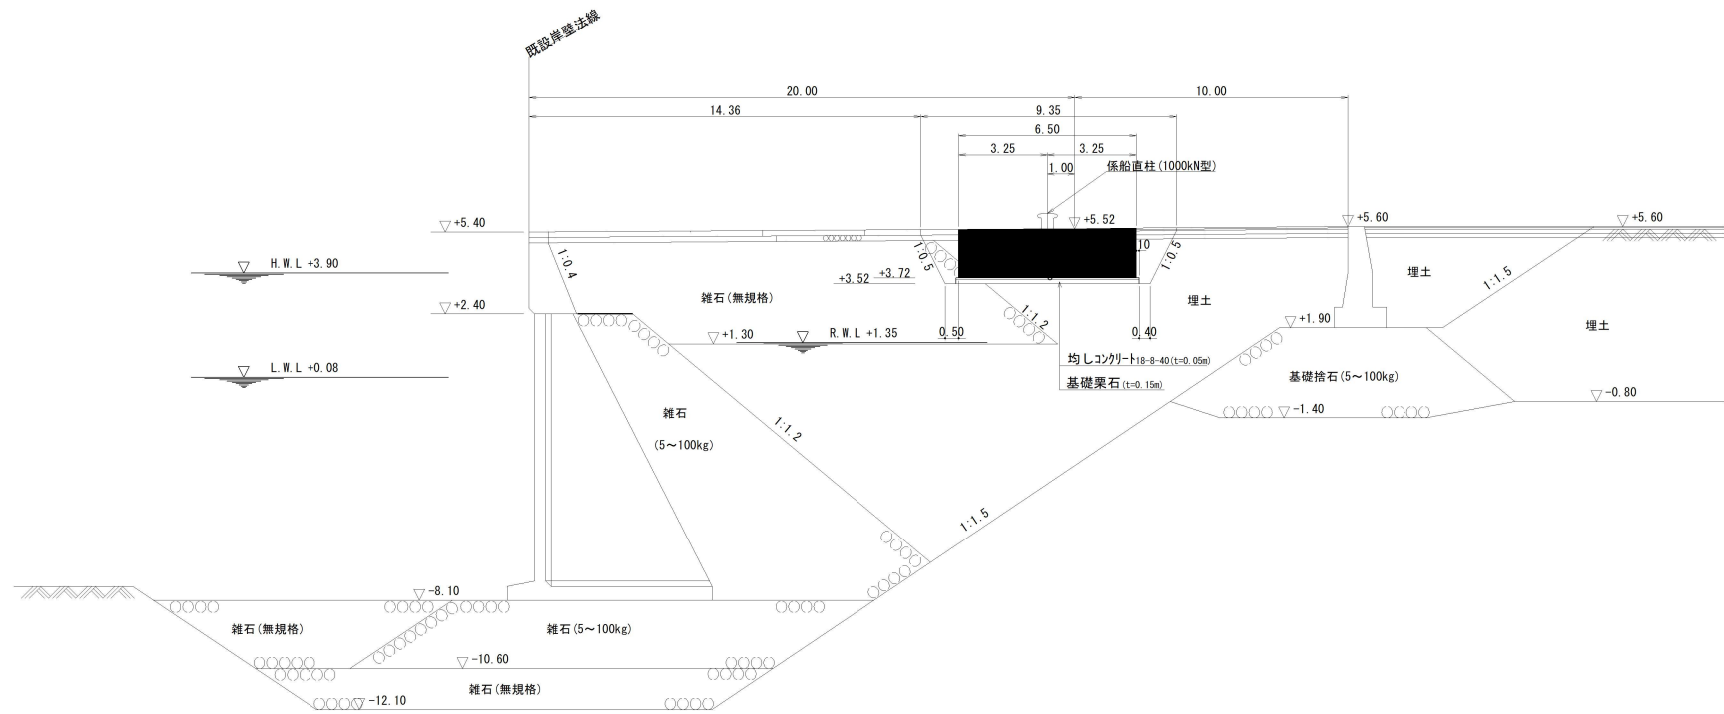 既設岸壁法線
20.00
10.00
14.36
9.35
6.50
3.25
3.25
1.00
係船直柱(1000kN型)
+5.40
+5.52
+5.60
+5.60
10
1:0.4
1:0.5
1:0.5
H.W.L +3.90
+3.52
+3.72
埋土
1:1.5
雑石(無規格)
埋土
+2.40
1:1.2
+1.90
埋土
+1.30
R.W.L +1.35
0.50
0.40
L.W.L +0.08
均しコンクリート18-8-40(t=0.05m)
基礎栗石(t=0.15m)
基礎捨石(5～100kg)
-0.80
-1.40
雑石
(5～100kg)
1:1.2
1:1.5
-8.10
雑石(無規格)
雑石(5～100kg)
-10.60
雑石(無規格)
-12.10